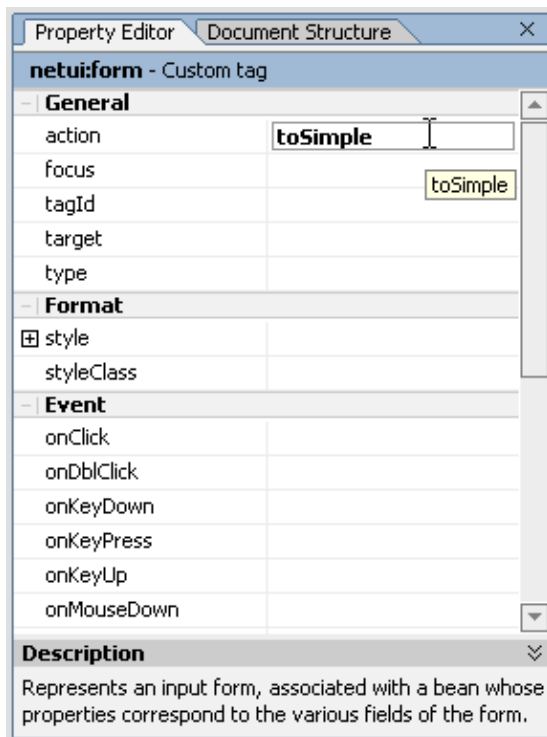 Property Editor Document Structure
netui:form - Custom tag
General
action toSimple
focus
toSimple
tagId
target
type
Format
style
styleClass
Event
onClick
onDblClick
onKeyDown
onKeyPress
onKeyUp
onMouseDown
Description
Represents an input form, associated with a bean whose
properties correspond to the various fields of the form.